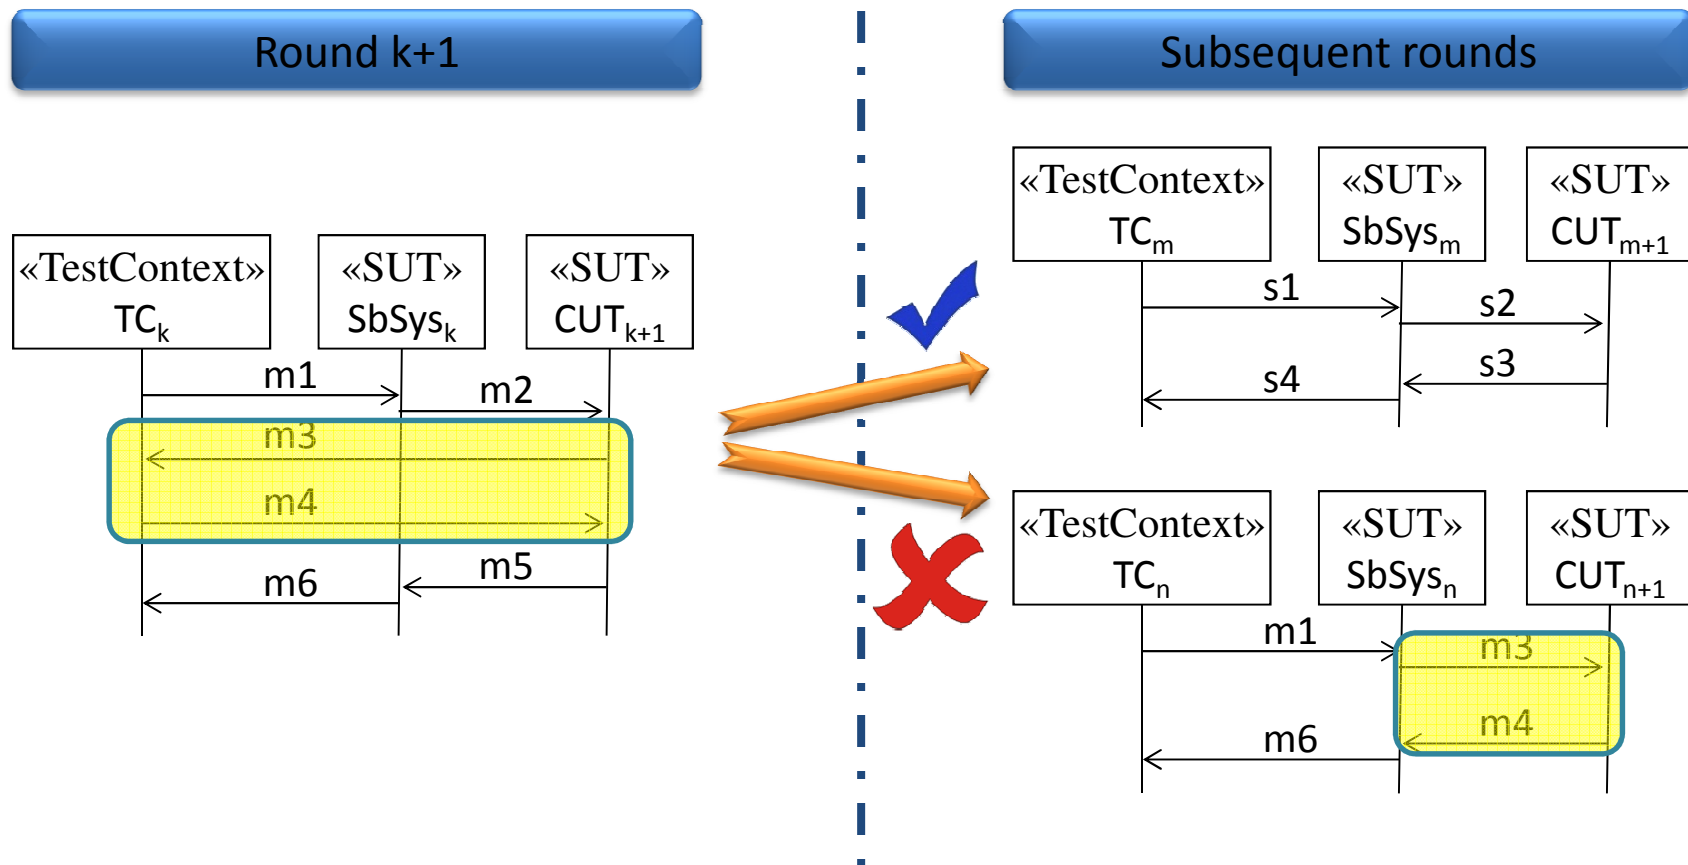 Round k+1
Subsequent rounds
«TestContext»
TCk
«SUT»
SbSysk
«SUT»
CUTk+1
m1
m2
m3
m4
m5
m6
«TestContext»
TCm
«SUT»
SbSysm
«SUT»
CUTm+1
s1
s2
s3
s4
«TestContext»
TCn
«SUT»
SbSysn
«SUT»
CUTn+1
m1
m3
m4
m6